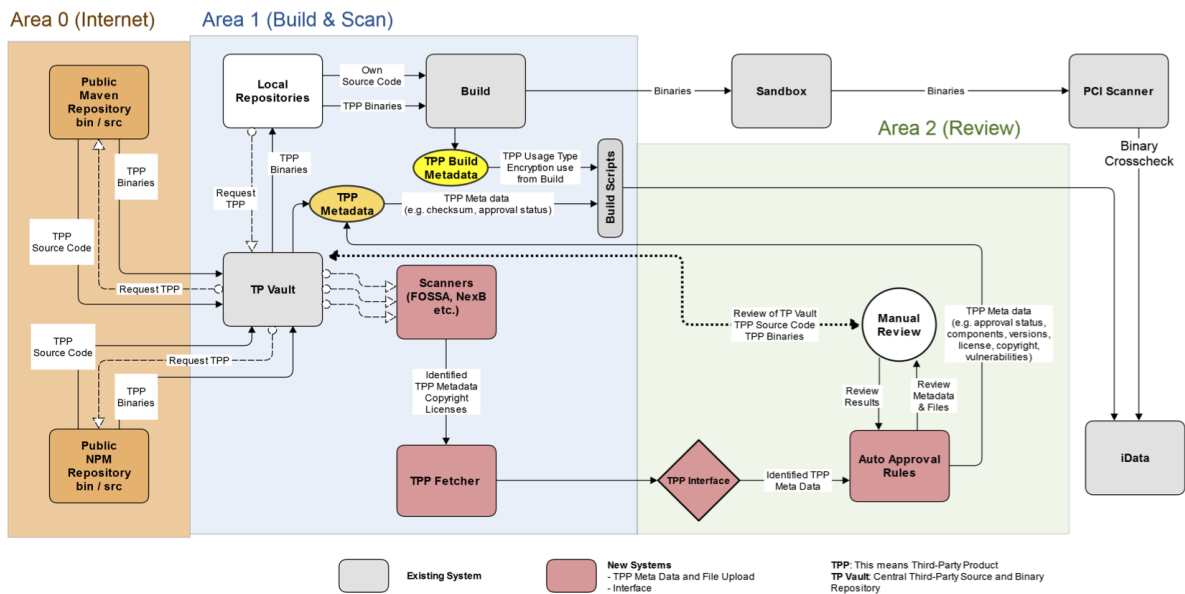 Area 0 (Internet)
Area 1 (Build & Scan)
Public
Maven
Repository
bin / src
Local
Repositories
Own
Source Code
TPP Binaries
Build
Binaries
Sandbox
Binaries
PCI Scanner
Area 2 (Review)
Binary
Crosscheck
TPP
Binaries
TPP
Binaries
Request
TPP
TPP Build
Metadata
TPP Usage Type
Encryption use
from Build
Build Scripts
TPP
Metadata
TPP Meta data
(e.g. checksum, approval status)
TPP
Source Code
Request TPP
TP Vault
Scanners
(FOSSA, NexB
etc.)
Review of TP Vault
TPP Source Code
TPP Binaries
Manual
Review
TPP Meta data
(e.g. approval status,
components, versions,
license, copyright,
vulnerabilities)
TPP
Source Code
Request TPP
TPP
Binaries
Identified
TPP Metadata
Copyright
Licenses
Review
Results
Review
Metadata
& Files
Public
NPM
Repository
bin / src
TPP Fetcher
TPP Interface
Identified TPP
Meta Data
Auto Approval
Rules
iData
Existing System
New Systems
- TPP Meta Data and File Upload
- Interface
TPP: This means Third-Party Product
TP Vault: Central Third-Party Source and Binary
Repository